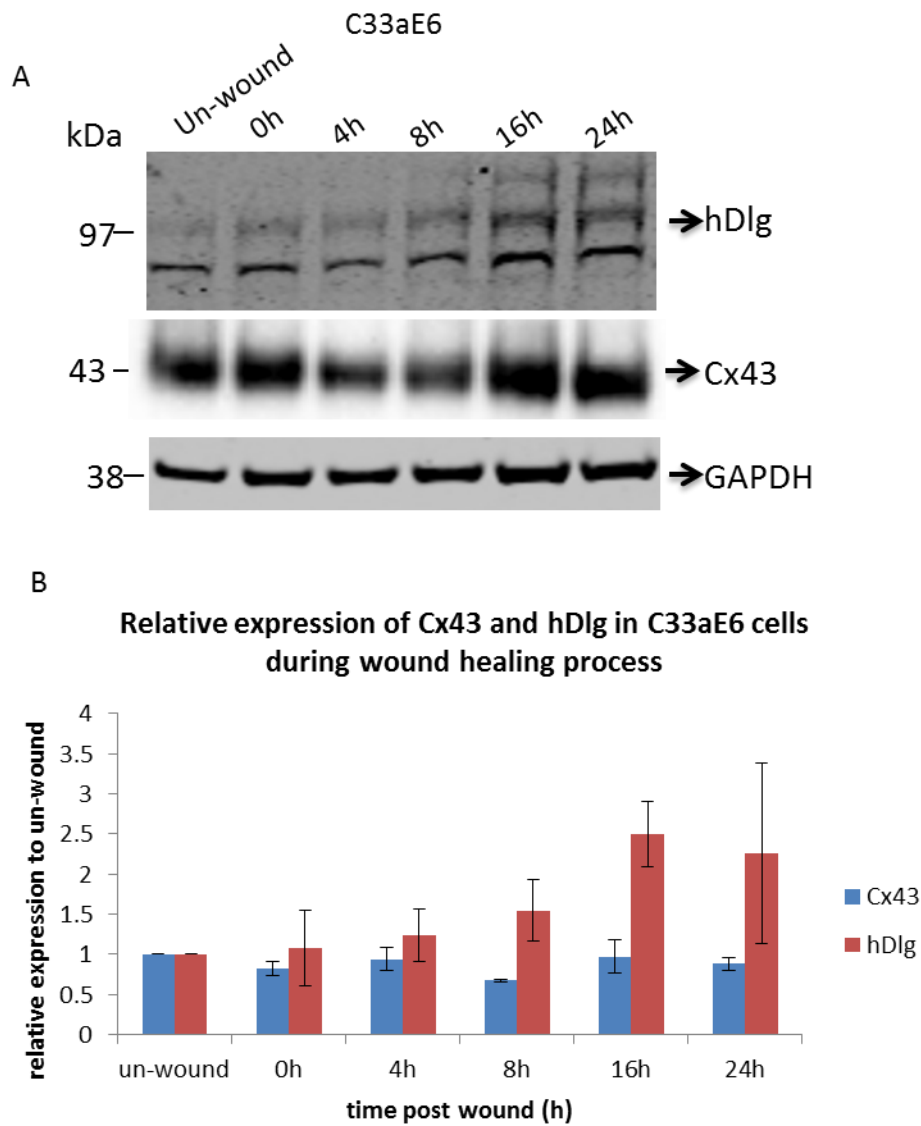 C33aE6
A
kDa
Un-wound 0h 4h 8h 16h 24h
97
hDlg
43
Cx43
38
GAPDH
B
Relative expression of Cx43 and hDlg in C33aE6 cells
during wound healing process
relative expression to un-wound
4
3.5
3
2.5
2
1.5
1
0.5
0
un-wound 0h 4h 8h 16h 24h
time post wound (h)
Cx43
hDlg